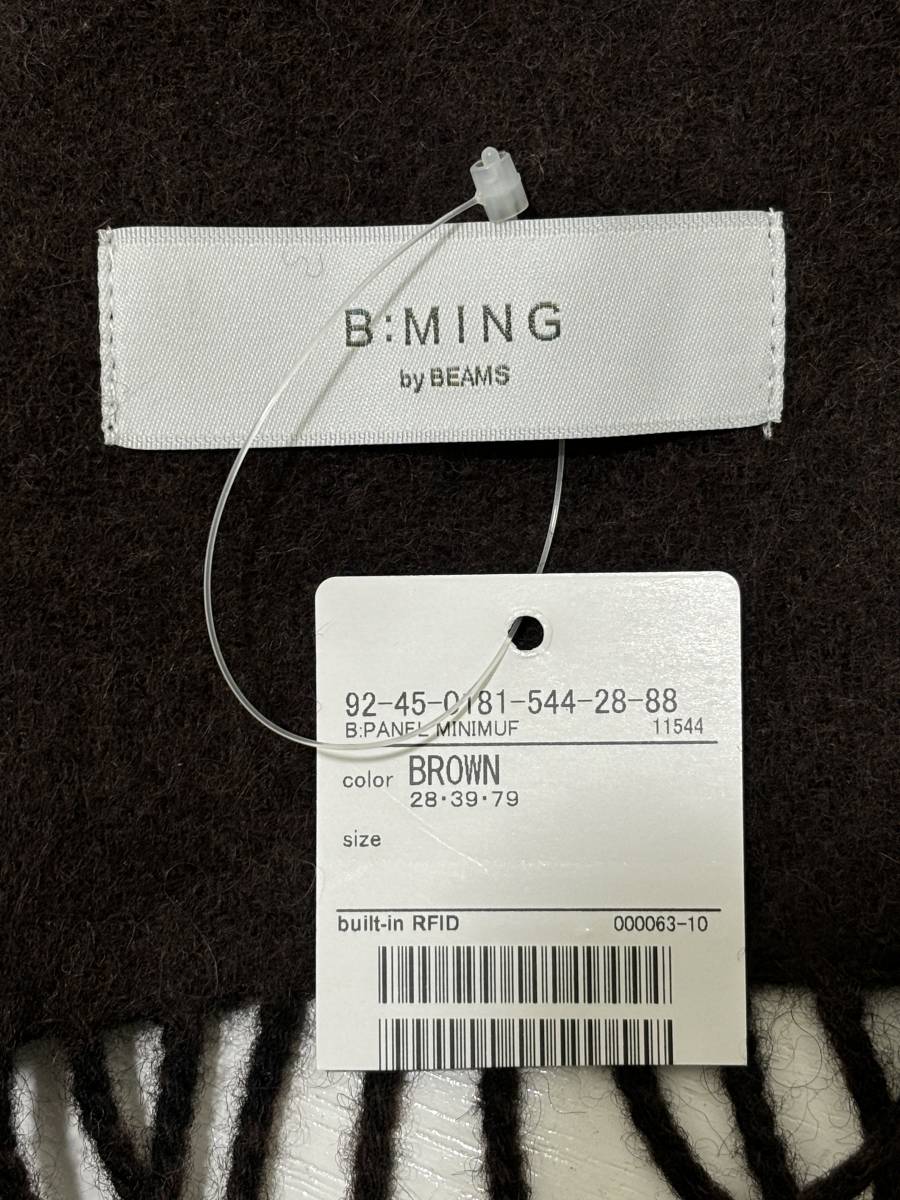 B:MING
by BEAMS
92-45-0181-544-28-88
B:PANEL MINIMUF 11544
color BROWN
28·39·79
size
built-in RFID 000063-10